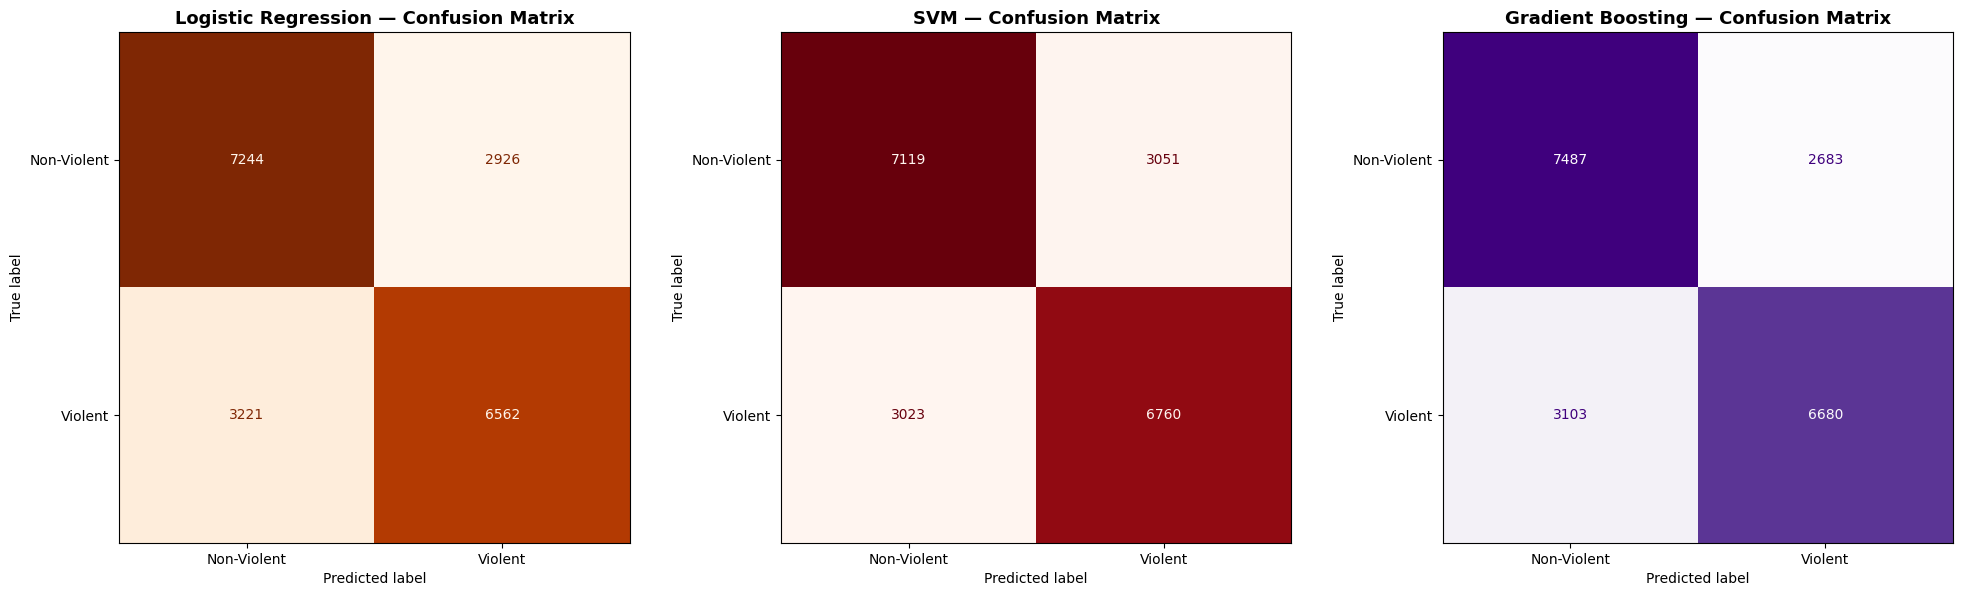 Logistic Regression — Confusion Matrix
True label
Non-Violent
7244
2926
Violent
3221
6562
Non-Violent
Violent
Predicted label
SVM — Confusion Matrix
True label
Non-Violent
7119
3051
Violent
3023
6760
Non-Violent
Violent
Predicted label
Gradient Boosting — Confusion Matrix
True label
Non-Violent
7487
2683
Violent
3103
6680
Non-Violent
Violent
Predicted label